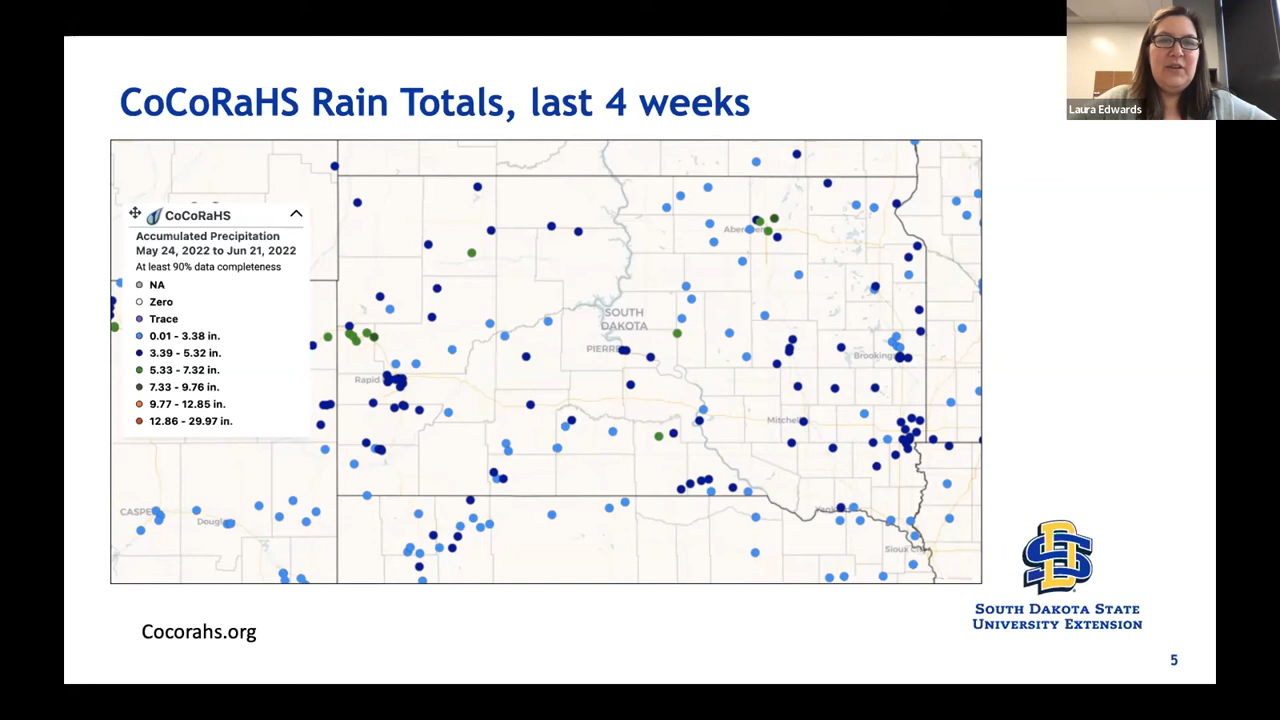 Laura Edwards
CoCoRaHS Rain Totals, last 4 weeks
CoCoRaHS
Accumulated Precipitation
May 24, 2022 to Jun 21, 2022
At least 90% data completeness
NA
Zero
Trace
0.01 - 3.38 in.
3.39 - 5.32 in.
5.33 - 7.32 in.
7.33 - 9.76 in.
9.77 - 12.85 in.
12.86 - 29.97 in.
SOUTH
DAKOTA
Brookings
Rapid
Mitchell
Douglas
Sioux City
Cocorahs.org
SOUTH DAKOTA STATE
UNIVERSITY EXTENSION
5